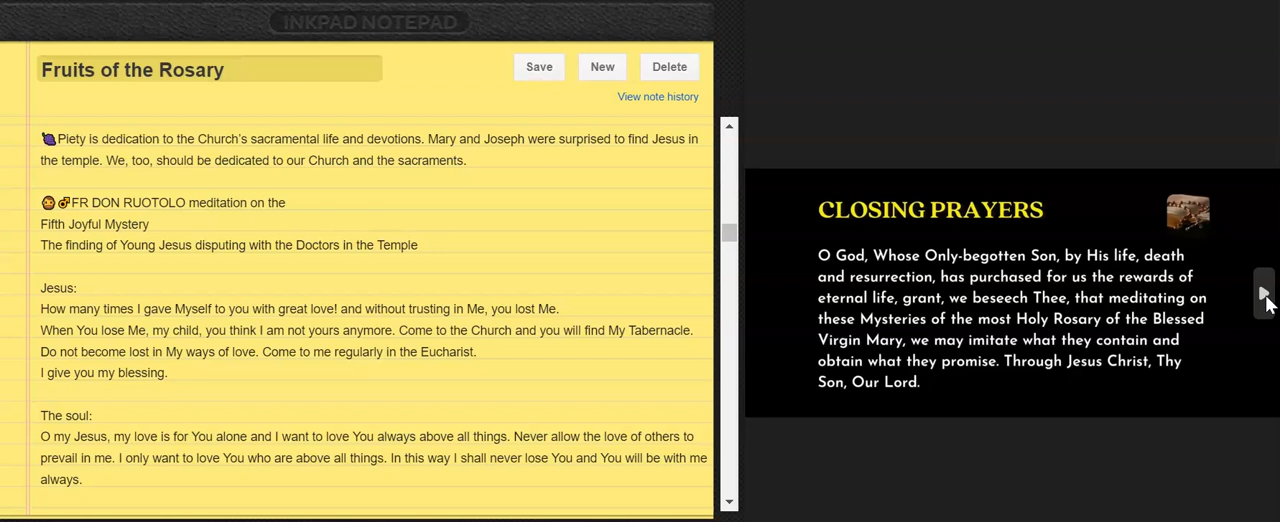 INKPAD NOTEPAD
Fruits of the Rosary
Save
New
Delete
View note history
Piety is dedication to the Church's sacramental life and devotions. Mary and Joseph were surprised to find Jesus in
the temple. We, too, should be dedicated to our Church and the sacraments.
FR DON RUOTOLO meditation on the
Fifth Joyful Mystery
The finding of Young Jesus disputing with the Doctors in the Temple
Jesus:
How many times I gave Myself to you with great love! and without trusting in Me, you lost Me.
When You lose Me, my child, you think I am not yours anymore. Come to the Church and you will find My Tabernacle.
Do not become lost in My ways of love. Come to me regularly in the Eucharist.
I give you my blessing.
The soul:
O my Jesus, my love is for You alone and I want to love You always above all things. Never allow the love of others to
prevail in me. I only want to love You who are above all things. In this way I shall never lose You and You will be with me
always.
CLOSING PRAYERS
O God, Whose Only-begotten Son, by His life, death
and resurrection, has purchased for us the rewards of
eternal life, grant, we beseech Thee, that meditating on
these Mysteries of the most Holy Rosary of the Blessed
Virgin Mary, we may imitate what they contain and
obtain what they promise. Through Jesus Christ, Thy
Son, Our Lord.